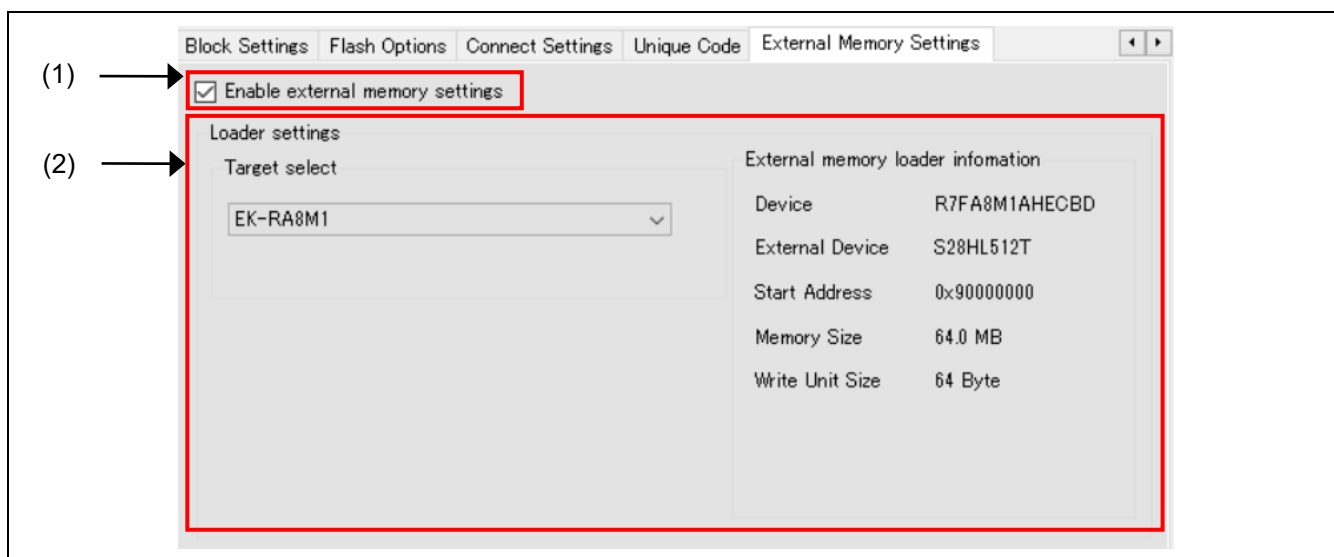 Block Settings Flash Options Connect Settings Unique Code External Memory Settings
(1)
Enable external memory settings
(2)
Loader settings
Target select
EK-RA8M1
External memory loader infomation
Device R7FA8M1AHECBD
External Device S28HL512T
Start Address 0x90000000
Memory Size 64.0 MB
Write Unit Size 64 Byte